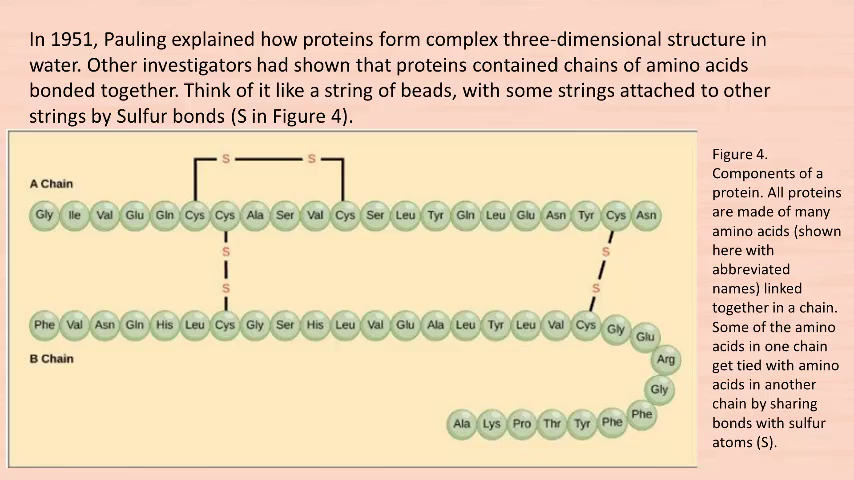 In 1951, Pauling explained how proteins form complex three-dimensional structure in
water. Other investigators had shown that proteins contained chains of amino acids
bonded together. Think of it like a string of beads, with some strings attached to other
strings by Sulfur bonds (S in Figure 4).
S S
A Chain
Gly Ile Val Glu Gln Cys Cys Ala Ser Val Cys Ser Leu Tyr Gln Leu Glu Asn Tyr Cys Asn
S S
S S
Phe Val Asn Gln His Leu Cys Gly Ser His Leu Val Glu Ala Leu Tyr Leu Val Cys Gly
Glu
B Chain
Arg
Gly
Phe
Ala Lys Pro Thr Tyr Phe
Figure 4.
Components of a
protein. All proteins
are made of many
amino acids (shown
here with
abbreviated
names) linked
together in a chain.
Some of the amino
acids in one chain
get tied with amino
acids in another
chain by sharing
bonds with sulfur
atoms (S).